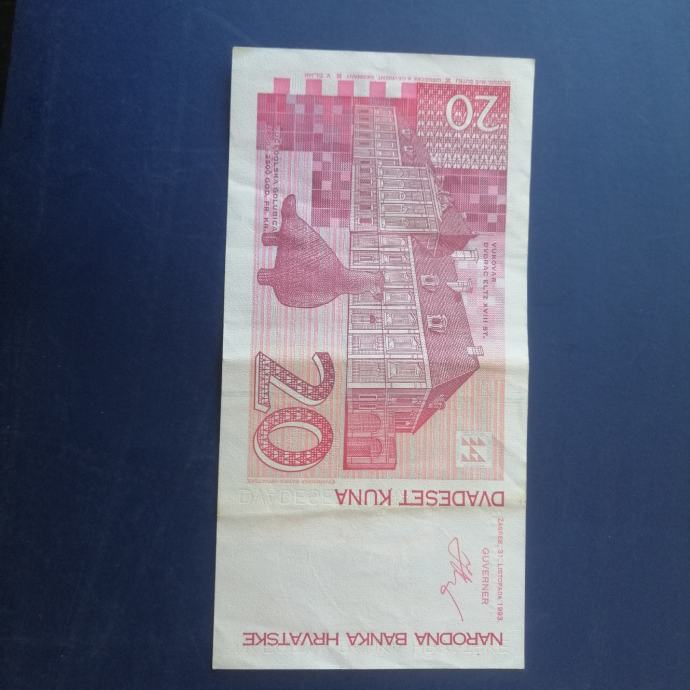 NARODNA BANKA HRVATSKE
ZAGREB, 31. LISTOPADA 1993.
GUVERNER
DVADESET KUNA
20
VUKOVAR
DVORAC ELTZ XVIII ST.
20
VUČEDOLSKA GOLUBICA